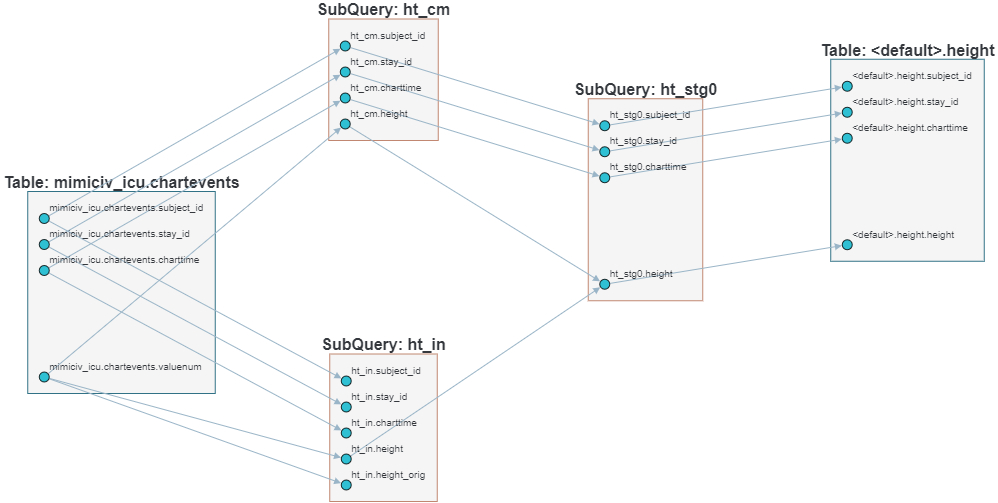 SubQuery: ht_cm
ht_cm.subject_id
ht_cm.stay_id
ht_cm.charttime
ht_cm.height
Table: <default>.height
<default>.height.subject_id
<default>.height.stay_id
<default>.height.charttime
<default>.height.height
SubQuery: ht_stg0
ht_stg0.subject_id
ht_stg0.stay_id
ht_stg0.charttime
ht_stg0.height
Table: mimiciv_icu.chartevents
mimiciv_icu.chartevents.subject_id
mimiciv_icu.chartevents.stay_id
mimiciv_icu.chartevents.charttime
mimiciv_icu.chartevents.valuenum
SubQuery: ht_in
ht_in.subject_id
ht_in.stay_id
ht_in.charttime
ht_in.height
ht_in.height_orig